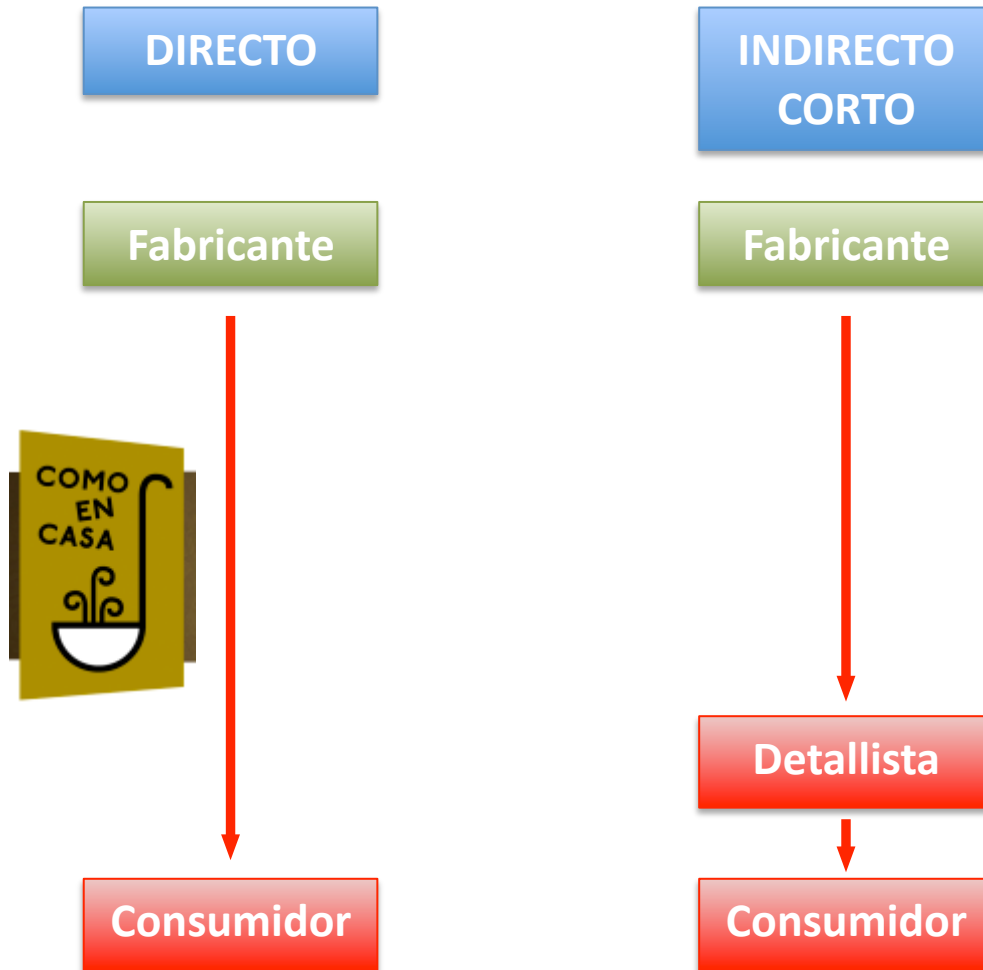 DIRECTO
Fabricante
COMO
EN
CASA
Consumidor
INDIRECTO
CORTO
Fabricante
Detallista
Consumidor